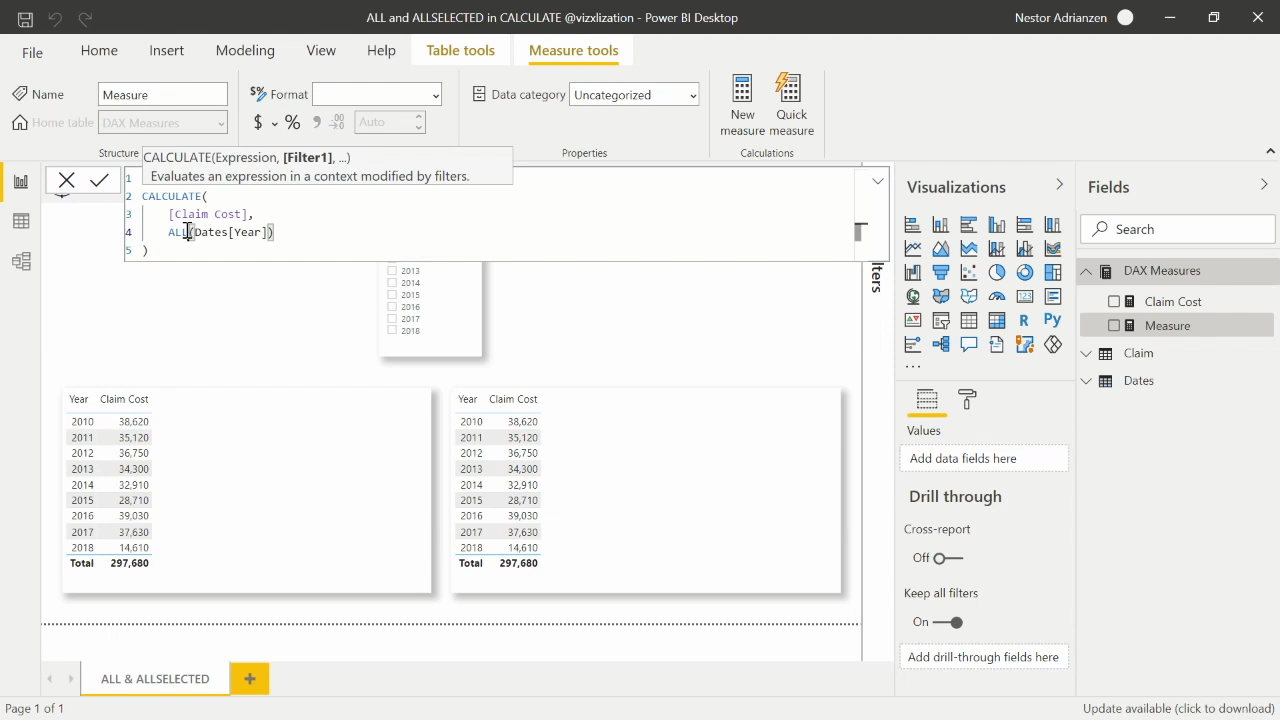 ALL and ALLSELECTED in CALCULATE @vizxlization - Power BI Desktop
Nestor Adrianzen
File
Home
Insert
Modeling
View
Help
Table tools
Measure tools
Name
Measure
Home table
DAX Measures
Structure
$% Format
$
%
Auto
Data category
Uncategorized
Properties
New measure
Quick measure
Calculations
CALCULATE(Expression, [Filter1], ...)
Evaluates an expression in a context modified by filters.
1
2 CALCULATE(
3 [Claim Cost],
4 ALL(Dates[Year])
5 )
2013
2014
2015
2016
2017
2018
Year Claim Cost
2010 38,620
2011 35,120
2012 36,750
2013 34,300
2014 32,910
2015 28,710
2016 39,030
2017 37,630
2018 14,610
Total 297,680
Year Claim Cost
2010 38,620
2011 35,120
2012 36,750
2013 34,300
2014 32,910
2015 28,710
2016 39,030
2017 37,630
2018 14,610
Total 297,680
lters
Visualizations
123
R
Py
...
Values
Add data fields here
Drill through
Cross-report
Off
Keep all filters
On
Add drill-through fields here
Fields
Search
DAX Measures
Claim Cost
Measure
Claim
Dates
ALL & ALLSELECTED
+
Page 1 of 1
Update available (click to download)